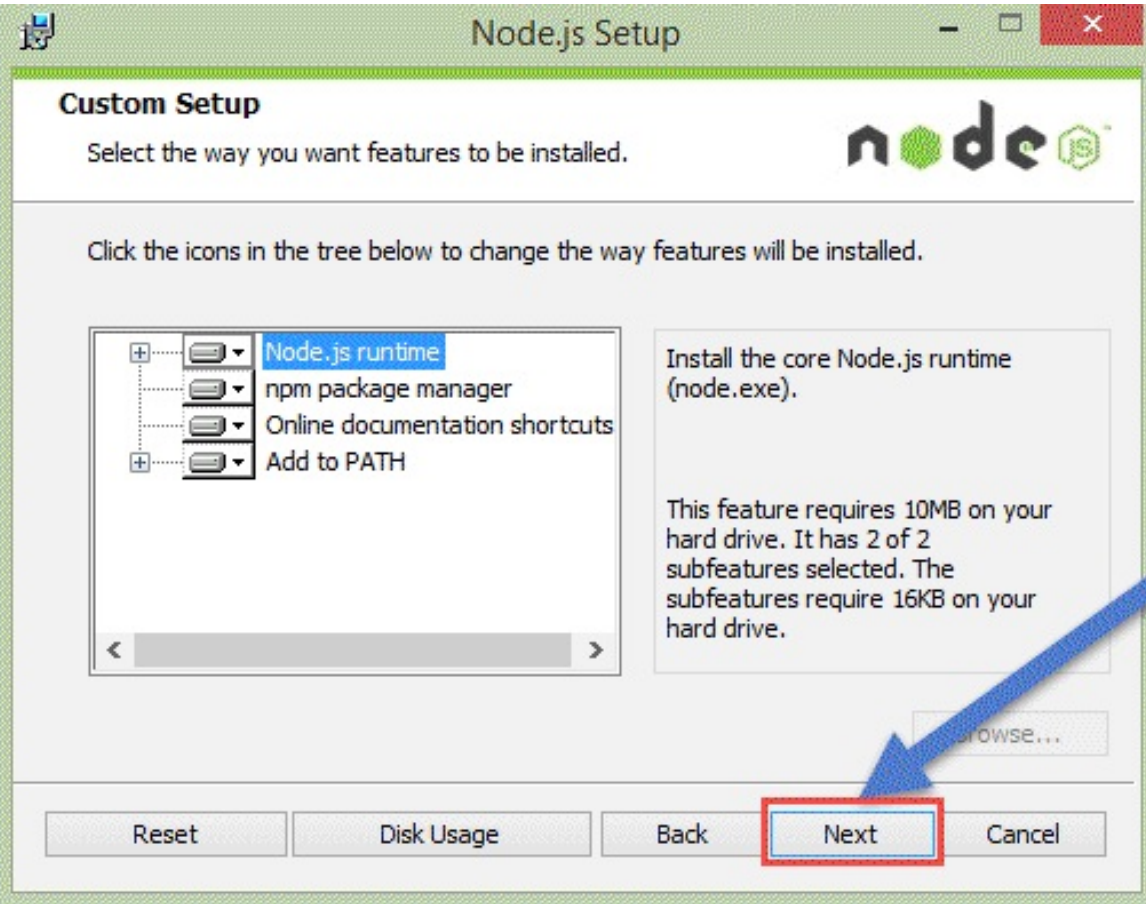 Node.js Setup
Custom Setup
Select the way you want features to be installed.
node JS
Click the icons in the tree below to change the way features will be installed.
Node.js runtime
npm package manager
Online documentation shortcuts
Add to PATH
Install the core Node.js runtime
(node.exe).
This feature requires 10MB on your
hard drive. It has 2 of 2
subfeatures selected. The
subfeatures require 16KB on your
hard drive.
rowse...
Reset
Disk Usage
Back
Next
Cancel